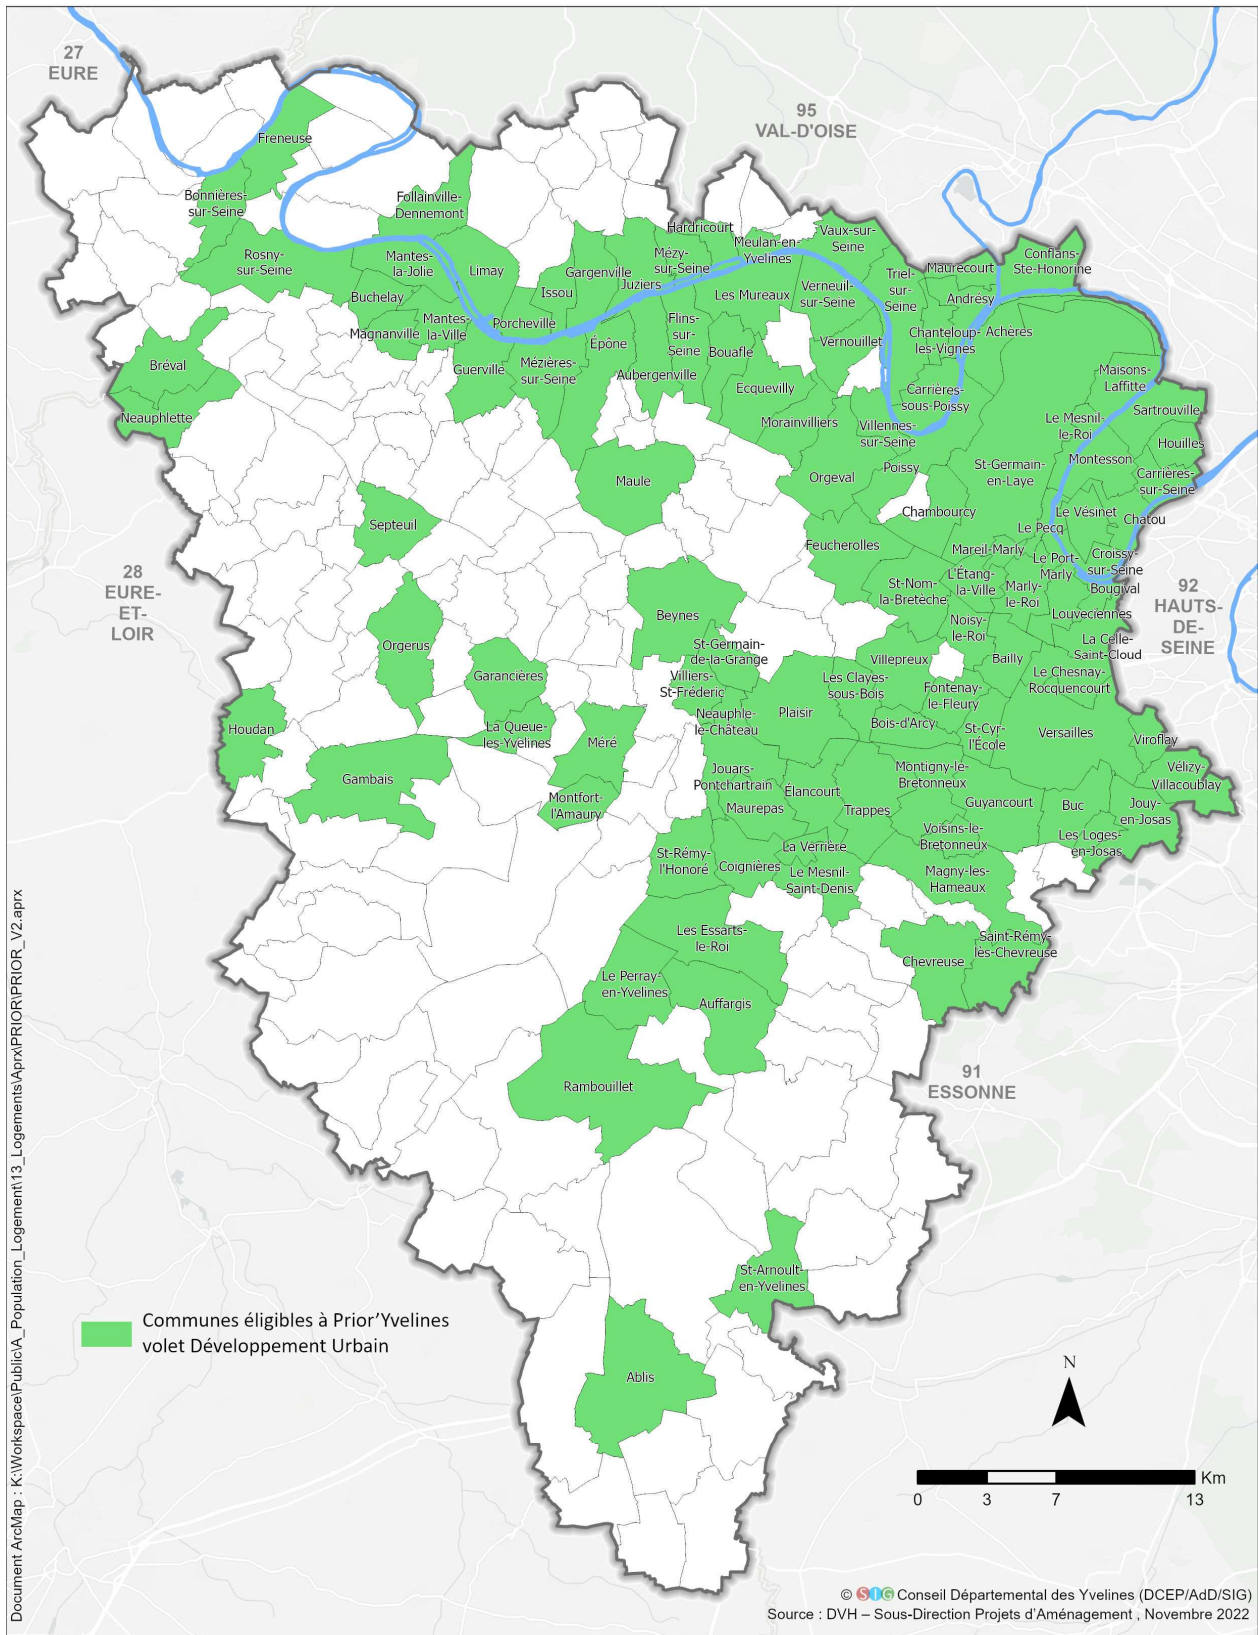 27
EURE
95
VAL-D'OISE
Freneuse
Bonnières-
sur-Seine
Follainville-
Dennemont
Rosny-
sur-Seine
Mantes-
la-Jolie
Limay
Buchelay
Magnanville
Mantes-
la-Ville
Porcheville
Issou
Gargenville
Juziers
Mézy-
sur-Seine
Hardricourt
Meulan-en-
Yvelines
Vaux-sur-
Seine
Les Mureaux
Verneuil-
sur-Seine
Triel-
sur-
Seine
Maurecourt
Conflans-
Ste-Honorine
Andrésy
Chanteloup-
les-Vignes
Achères
Vernouillet
Flins-
sur-
Seine
Bouafle
Épône
Mézières-
sur-Seine
Guerville
Aubergenville
Ecquevilly
Carrières-
sous-Poissy
Morainvilliers
Villennes-
sur-Seine
Maisons-
Laffitte
Sartrouville
Le Mesnil-
le-Roi
Houilles
Montesson
Carrières-
sur-Seine
Bréval
Neauphlette
Maule
Orgeval
Poissy
St-Germain-
en-Laye
Chambourcy
Le Vésinet
Chatou
Le Pecq
Septeuil
Feucherolles
Mareil-Marly
Le Port-
Marly
Croissy-
sur-Seine
Bougival
L'Étang-
la-Ville
Marly-
le-Roi
St-Nom-
la-Bretèche
Louveciennes
Noisy-
le-Roi
La Celle-
Saint-Cloud
28
EURE-
ET-
LOIR
92
HAUTS-
DE-
SEINE
Beynes
Orgerus
St-Germain-
de-la-Grange
Villepreux
Bailly
Garancières
Villiers-
St-Fréderic
Les Clayes-
sous-Bois
Fontenay-
le-Fleury
Le Chesnay-
Rocquencourt
Houdan
La Queue-
les-Yvelines
Méré
Neauphle-
le-Château
Plaisir
Bois-d'Arcy
St-Cyr-
l'École
Versailles
Viroflay
Gambais
Jouars-
Pontchartrain
Montigny-le-
Bretonneux
Vélizy-
Villacoublay
Montfort-
l'Amaury
Élancourt
Maurepas
Trappes
Guyancourt
Buc
Jouy-
en-Josas
Voisins-le-
Bretonneux
Les Loges-
en-Josas
St-Rémy-
l'Honoré
Coignières
La Verrière
Le Mesnil-
Saint-Denis
Magny-les-
Hameaux
Les Essarts-
le-Roi
Chevreuse
Saint-Rémy-
lès-Chevreuse
Le Perray-
en-Yvelines
Auffargis
Rambouillet
91
ESSONNE
St-Arnoult-
en-Yvelines
Ablis
Communes éligibles à Prior'Yvelines
volet Développement Urbain
N
Km
0 3 7 13
© SIG Conseil Départemental des Yvelines (DCEP/AdD/SIG)
Source : DVH – Sous-Direction Projets d'Aménagement , Novembre 2022
Document ArcMap : K:\Workspace\Public\A_Population_Logement\13_Logements\Aprx\PRIOR\PRIOR_V2.aprx